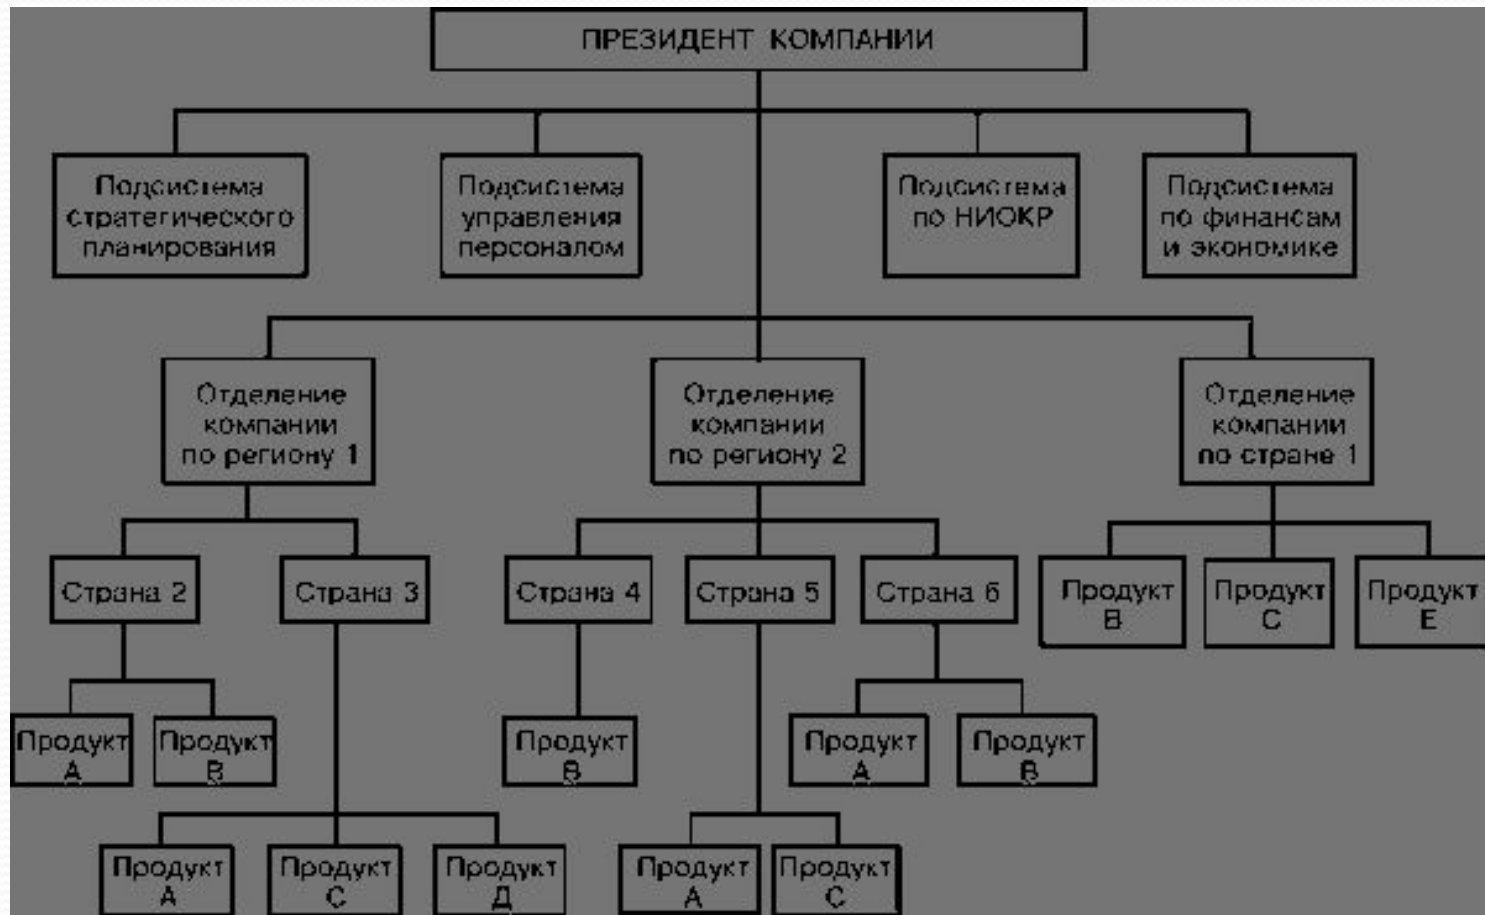 ПРЕЗИДЕНТ КОМПАНИИ
Подсистема
стратегического
планирования
Подсистема
управления
персоналом
Подсистема
по НИОКР
Подсистема
по финансам
и экономике
Отделение
компании
по региону 1
Отделение
компании
по региону 2
Отделение
компании
по стране 1
Страна 2
Страна 3
Страна 4
Страна 5
Страна 6
Продукт
В
Продукт
С
Продукт
Е
Продукт
А
Продукт
В
Продукт
В
Продукт
А
Продукт
В
Продукт
А
Продукт
С
Продукт
Д
Продукт
А
Продукт
С